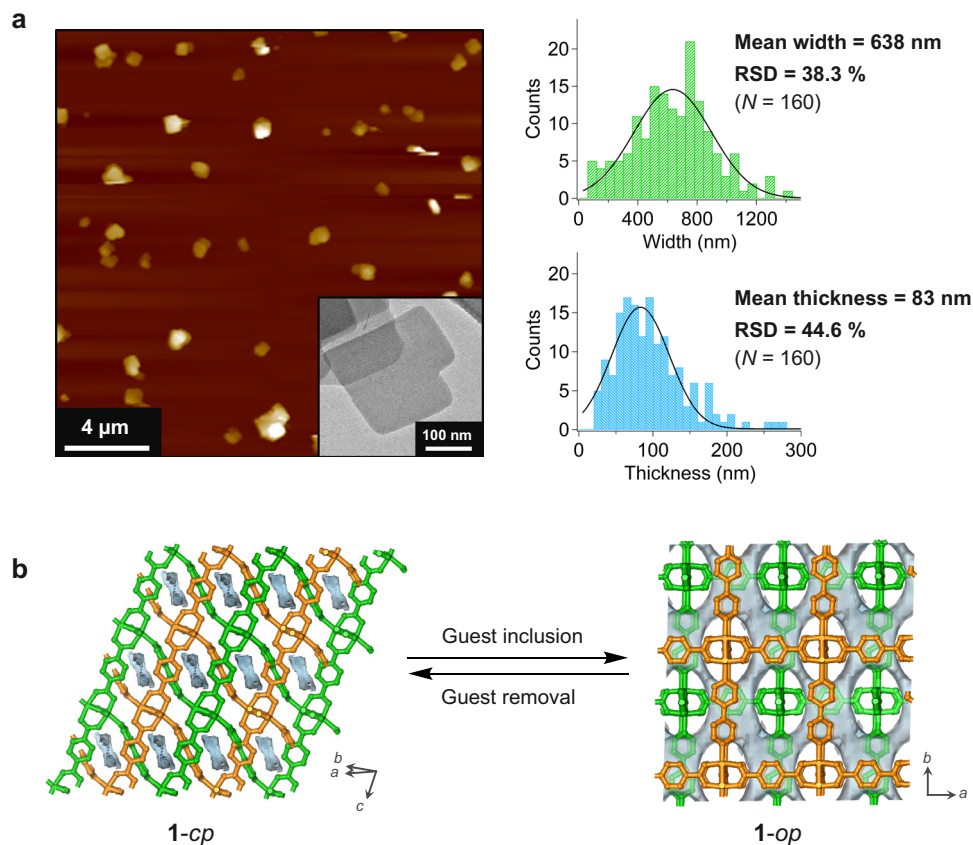 a
4 μm
100 nm
Counts
20
15
10
5
0
0 400 800 1200
Width (nm)
Mean width = 638 nm
RSD = 38.3 %
(N = 160)
Counts
20
15
10
5
0
0 100 200 300
Thickness (nm)
Mean thickness = 83 nm
RSD = 44.6 %
(N = 160)
b
Guest inclusion
Guest removal
b
a
c
b
a
1-cp
1-op